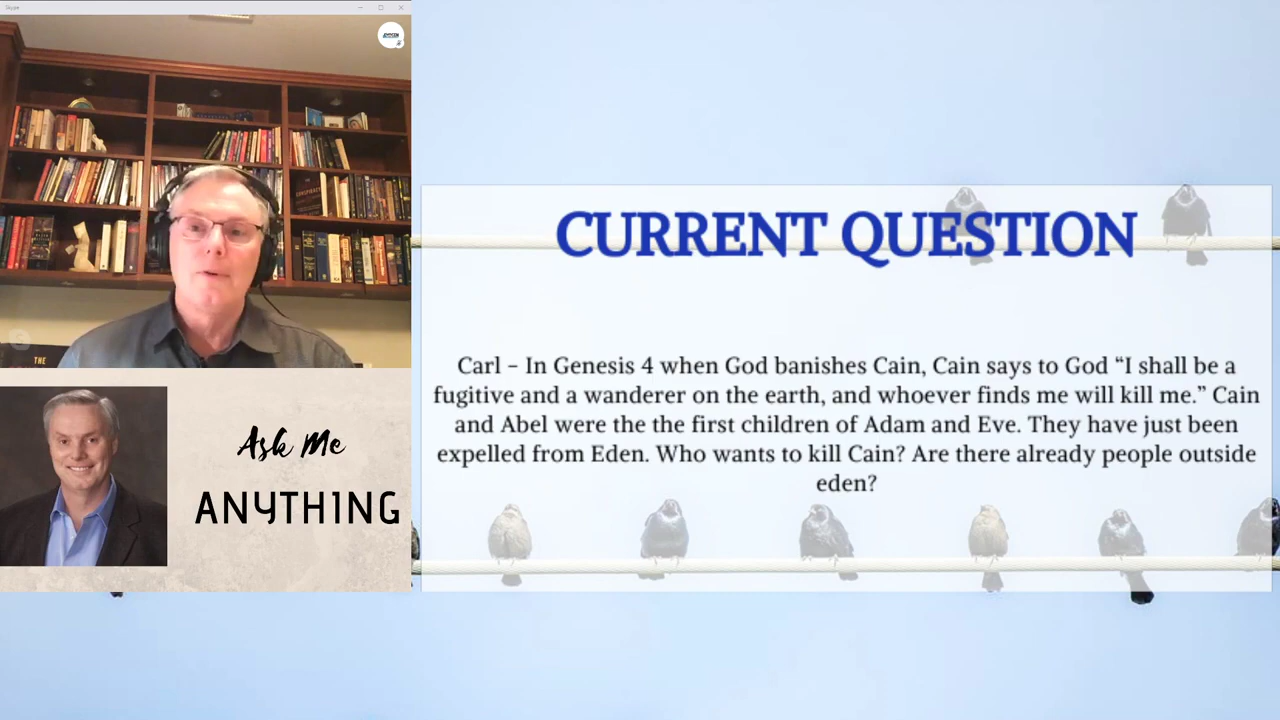 Skype
Ask Me
ANYTHING
THE
CONSPIRACY
CURRENT QUESTION
Carl – In Genesis 4 when God banishes Cain, Cain says to God “I shall be a
fugitive and a wanderer on the earth, and whoever finds me will kill me.” Cain
and Abel were the the first children of Adam and Eve. They have just been
expelled from Eden. Who wants to kill Cain? Are there already people outside
eden?